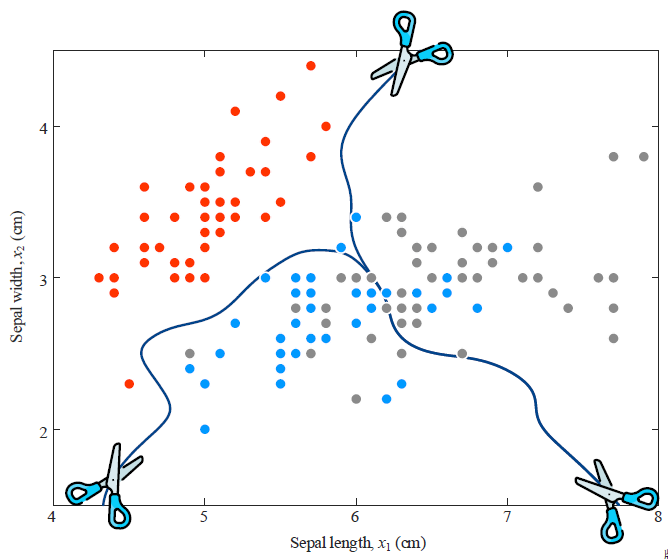 4
3
2
Sepal width, x₂ (cm)
4 5 6 7 8
Sepal length, x₁ (cm)